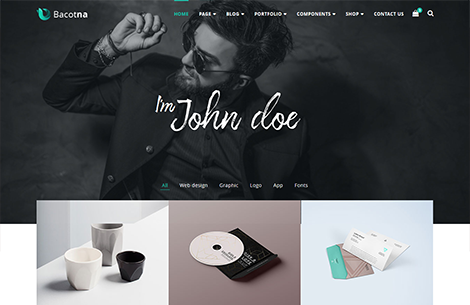 Bacotna
HOME PAGE BLOG PORTFOLIO COMPONENTS SHOP CONTACT US
I'm John doe
All Web design Graphic Logo App Fonts